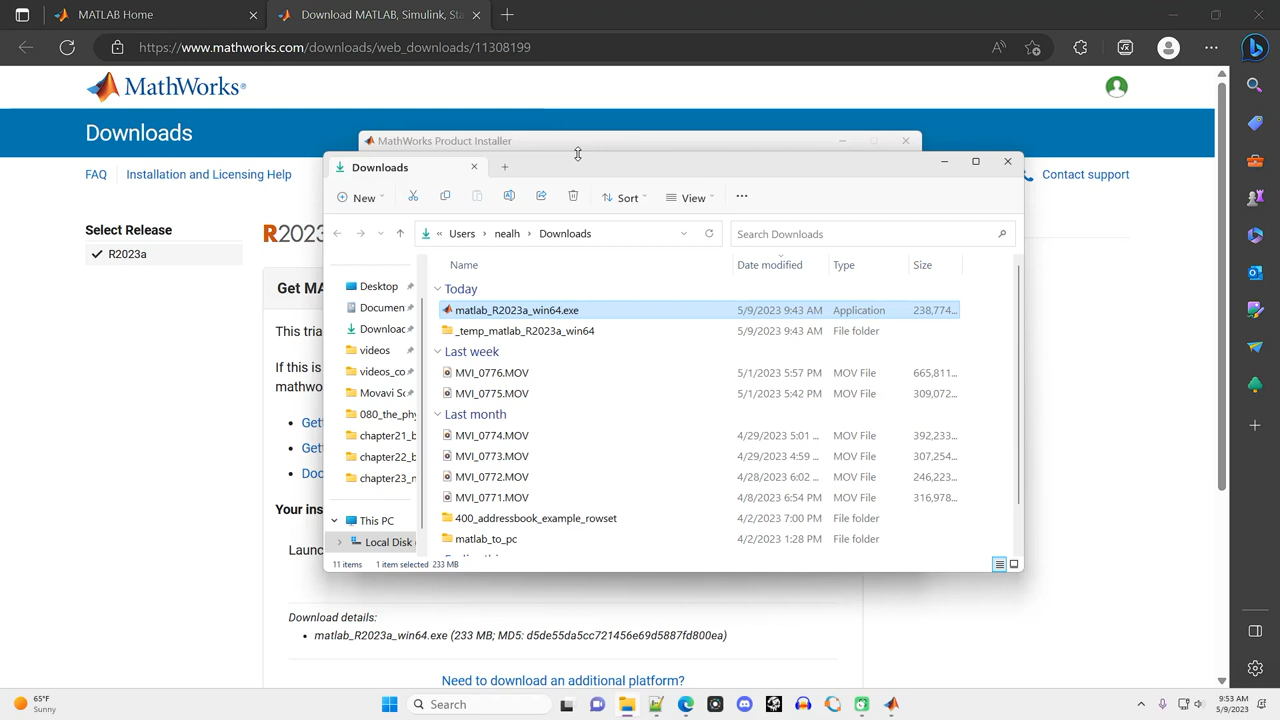 MATLAB Home
Download MATLAB, Simulink, Sta
https://www.mathworks.com/downloads/web_downloads/11308199
MathWorks®
Downloads
FAQ
Installation and Licensing Help
Contact support
Select Release
R2023a
R2023
Get MA
This tria
If this is
mathwo
Gett
Gett
Doc
Your ins
Launc
MathWorks Product Installer
Downloads
New
Sort
View
Users
nealh
Downloads
Search Downloads
Desktop
Documen
Downloac
videos
videos_co
Movavi Sc
080_the_phy
chapter21_b
chapter22_b
chapter23_n
This PC
Local Disk
Name
Date modified
Type
Size
Today
matlab_R2023a_win64.exe 5/9/2023 9:43 AM Application 238,774...
_temp_matlab_R2023a_win64 5/9/2023 9:43 AM File folder
Last week
MVI_0776.MOV 5/1/2023 5:57 PM MOV File 665,811...
MVI_0775.MOV 5/1/2023 5:42 PM MOV File 309,072...
Last month
MVI_0774.MOV 4/29/2023 5:01 ... MOV File 392,233...
MVI_0773.MOV 4/29/2023 4:59 ... MOV File 307,254...
MVI_0772.MOV 4/28/2023 6:02 ... MOV File 246,223...
MVI_0771.MOV 4/8/2023 6:54 PM MOV File 316,978...
400_addressbook_example_rowset 4/2/2023 7:00 PM File folder
matlab_to_pc 4/2/2023 1:28 PM File folder
11 items
1 item selected 233 MB
Download details:
matlab_R2023a_win64.exe (233 MB; MD5: d5de55da5cc721456e69d5887fd800ea)
Need to download an additional platform?
65°F
Sunny
Search
9:53 AM
5/9/2023